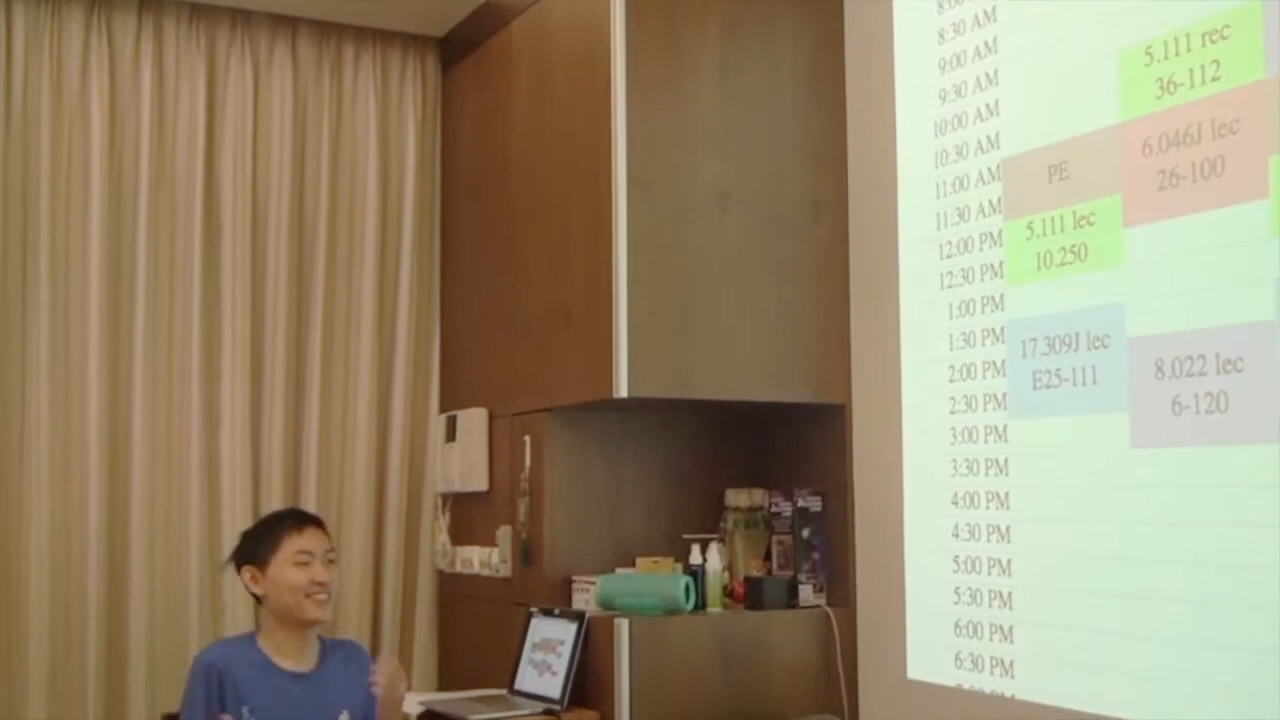 8:30 AM
9:00 AM
9:30 AM
10:00 AM
10:30 AM
11:00 AM
11:30 AM
12:00 PM
12:30 PM
1:00 PM
1:30 PM
2:00 PM
2:30 PM
3:00 PM
3:30 PM
4:00 PM
4:30 PM
5:00 PM
5:30 PM
6:00 PM
6:30 PM
PE
5.111 lec
10.250
17.309J lec
E25-111
5.111 rec
36-112
6.046J lec
26-100
8.022 lec
6-120